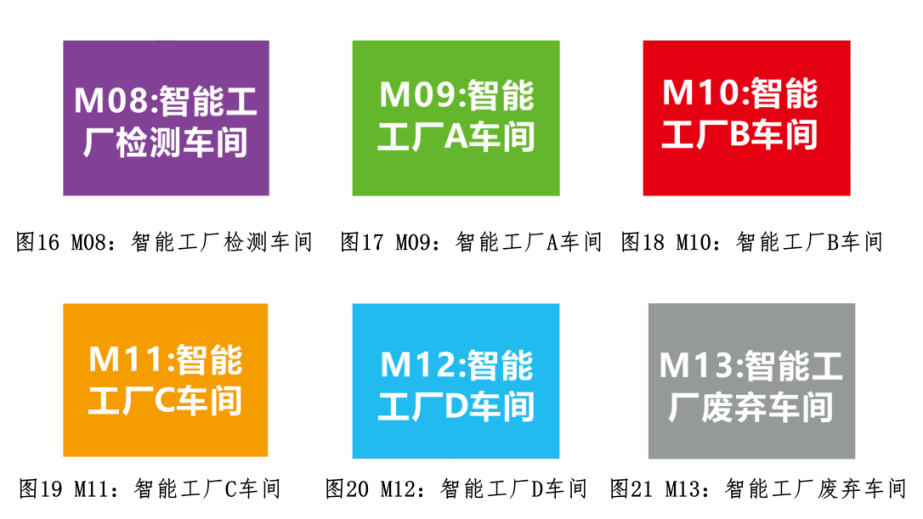 M08:智能工
厂检测车间
M09:智能
工厂A车间
M10:智能
工厂B车间
图16 M08：智能工厂检测车间
图17 M09：智能工厂A车间
图18 M10：智能工厂B车间
M11:智能
工厂C车间
M12:智能
工厂D车间
M13:智能工
厂废弃车间
图19 M11：智能工厂C车间
图20 M12：智能工厂D车间
图21 M13：智能工厂废弃车间